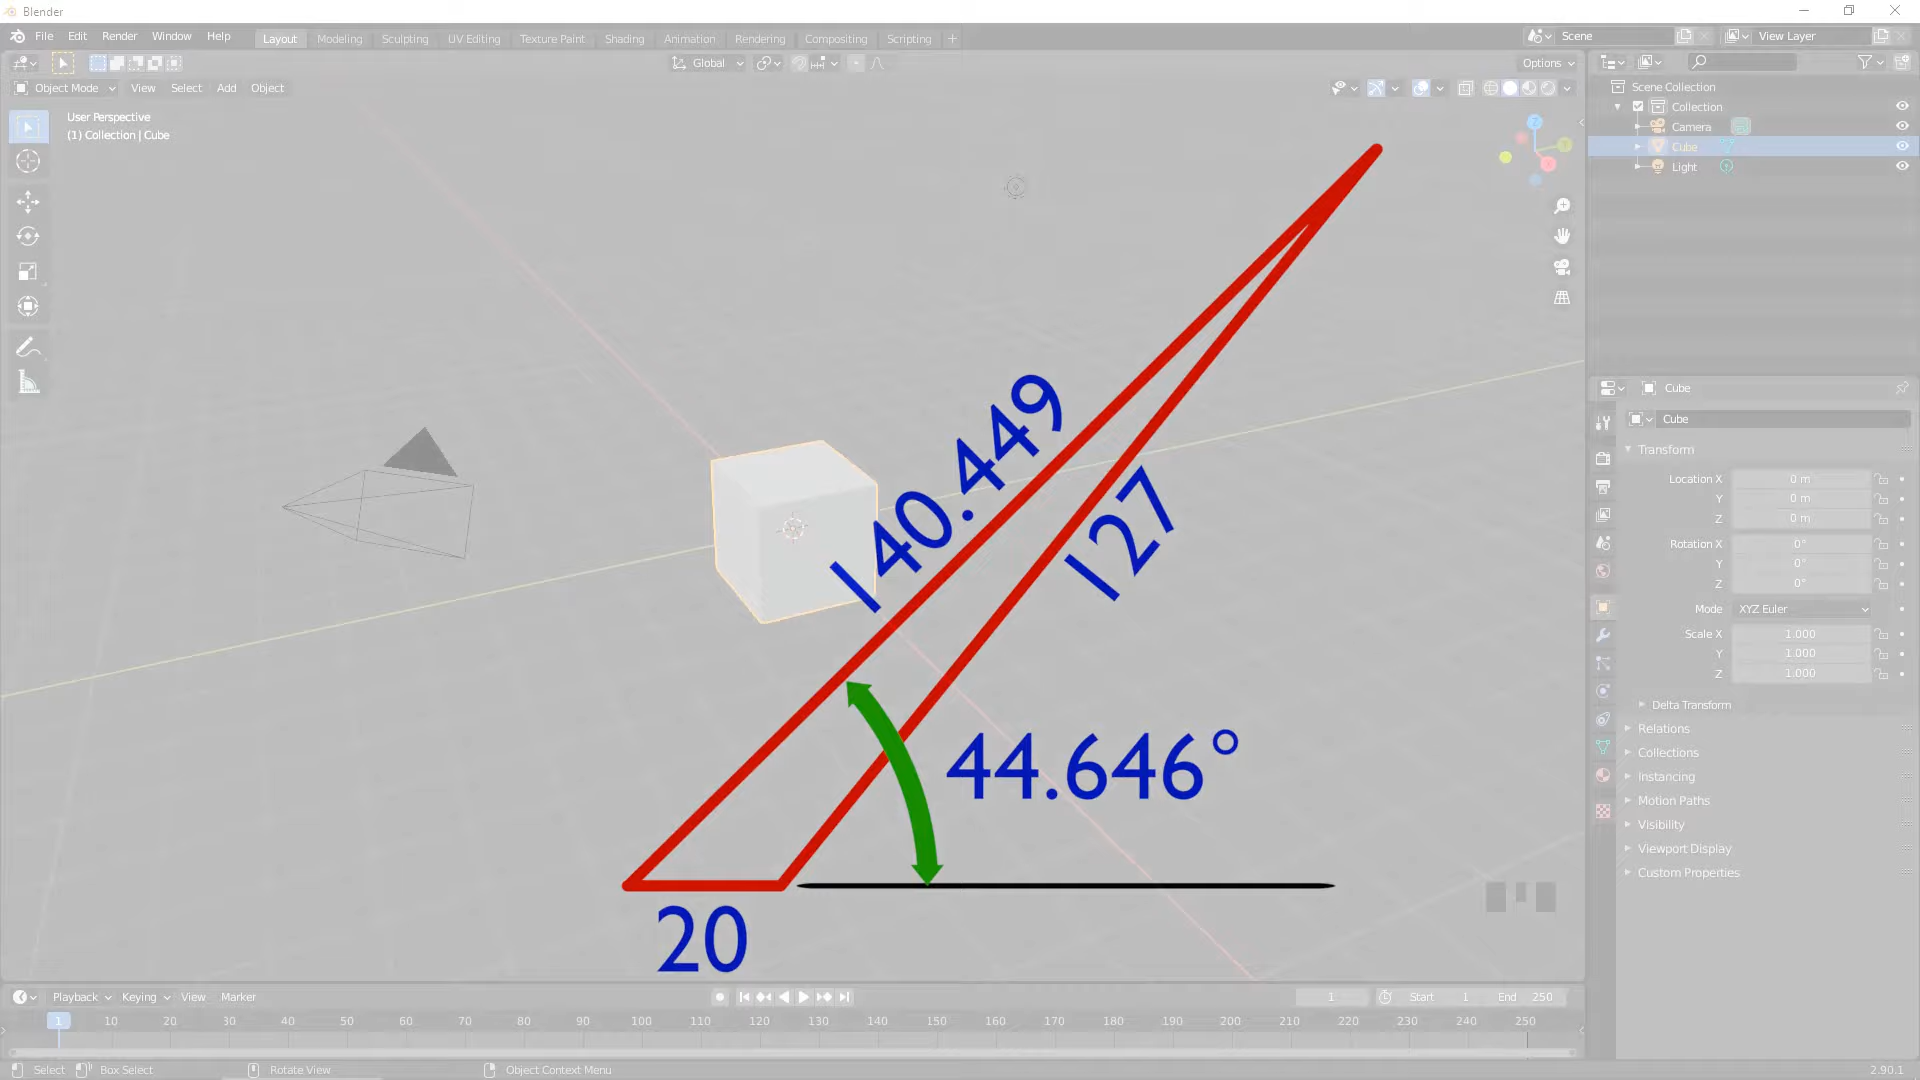 Blender
File Edit Render Window Help Layout Modeling Sculpting UV Editing Texture Paint Shading Animation Rendering Compositing Scripting + Scene View Layer
Global Options
Object Mode View Select Add Object
User Perspective
(1) Collection | Cube
Scene Collection
Collection
Camera
Cube
Light
Z
Y
X
140.449
127
44.646°
20
Cube
Cube
Transform
Location X 0 m
Y 0 m
Z 0 m
Rotation X 0°
Y 0°
Z 0°
Mode XYZ Euler
Scale X 1.000
Y 1.000
Z 1.000
Delta Transform
Relations
Collections
Instancing
Motion Paths
Visibility
Viewport Display
Custom Properties
Playback Keying View Marker 1 Start 1 End 250
1 10 20 30 40 50 60 70 80 90 100 110 120 130 140 150 160 170 180 190 200 210 220 230 240 250
Select Box Select Rotate View Object Context Menu 2.90.1